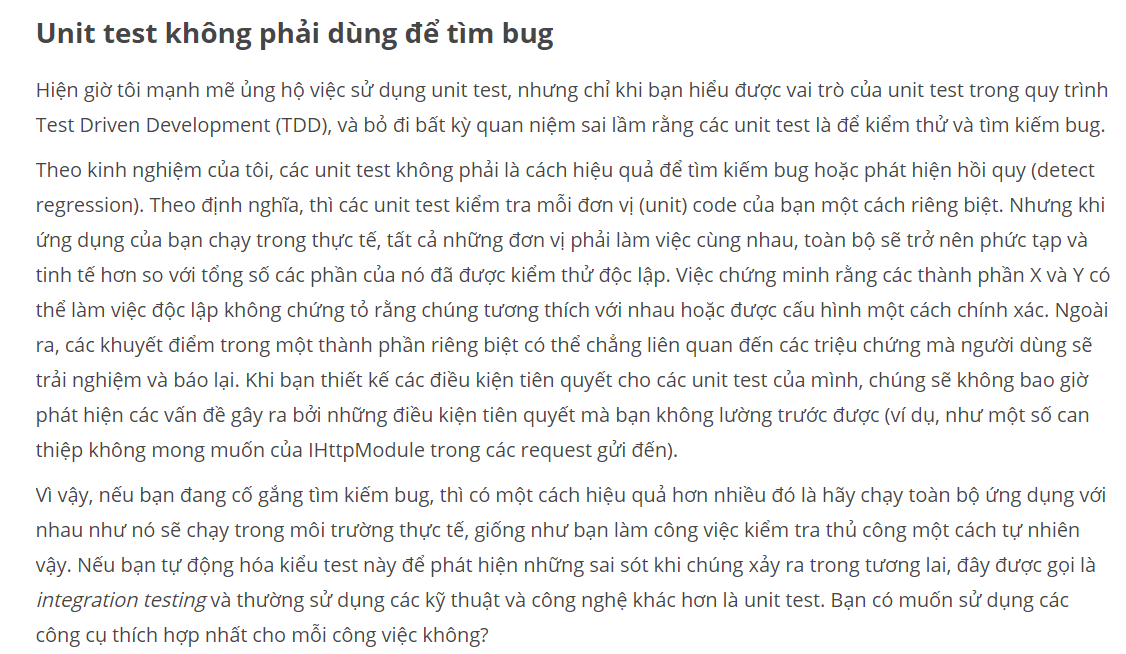 Unit test không phải dùng để tìm bug
Hiện giờ tôi mạnh mẽ ủng hộ việc sử dụng unit test, nhưng chỉ khi bạn hiểu được vai trò của unit test trong quy trình
Test Driven Development (TDD), và bỏ đi bất kỳ quan niệm sai lầm rằng các unit test là để kiểm thử và tìm kiếm bug.
Theo kinh nghiệm của tôi, các unit test không phải là cách hiệu quả để tìm kiếm bug hoặc phát hiện hồi quy (detect
regression). Theo định nghĩa, thì các unit test kiểm tra mỗi đơn vị (unit) code của bạn một cách riêng biệt. Nhưng khi
ứng dụng của bạn chạy trong thực tế, tất cả những đơn vị phải làm việc cùng nhau, toàn bộ sẽ trở nên phức tạp và
tinh tế hơn so với tổng số các phần của nó đã được kiểm thử độc lập. Việc chứng minh rằng các thành phần X và Y có
thể làm việc độc lập không chứng tỏ rằng chúng tương thích với nhau hoặc được cấu hình một cách chính xác. Ngoài
ra, các khuyết điểm trong một thành phần riêng biệt có thể chẳng liên quan đến các triệu chứng mà người dùng sẽ
trải nghiệm và báo lại. Khi bạn thiết kế các điều kiện tiên quyết cho các unit test của mình, chúng sẽ không bao giờ
phát hiện các vấn đề gây ra bởi những điều kiện tiên quyết mà bạn không lường trước được (ví dụ, như một số can
thiệp không mong muốn của IHttpModule trong các request gửi đến).
Vì vậy, nếu bạn đang cố gắng tìm kiếm bug, thì có một cách hiệu quả hơn nhiều đó là hãy chạy toàn bộ ứng dụng với
nhau như nó sẽ chạy trong môi trường thực tế, giống như bạn làm công việc kiểm tra thủ công một cách tự nhiên
vậy. Nếu bạn tự động hóa kiểu test này để phát hiện những sai sót khi chúng xảy ra trong tương lai, đây được gọi là
integration testing và thường sử dụng các kỹ thuật và công nghệ khác hơn là unit test. Bạn có muốn sử dụng các
công cụ thích hợp nhất cho mỗi công việc không?